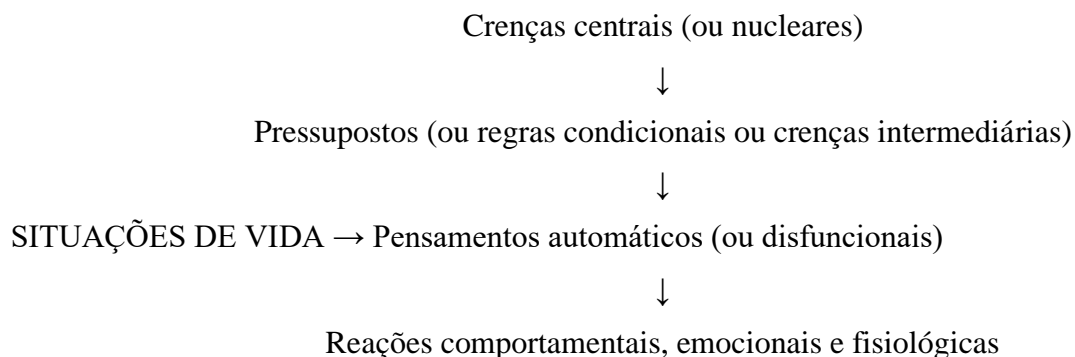 Crenças centrais (ou nucleares)
↓
Pressupostos (ou regras condicionais ou crenças intermediárias)
↓
SITUAÇÕES DE VIDA → Pensamentos automáticos (ou disfuncionais)
↓
Reações comportamentais, emocionais e fisiológicas